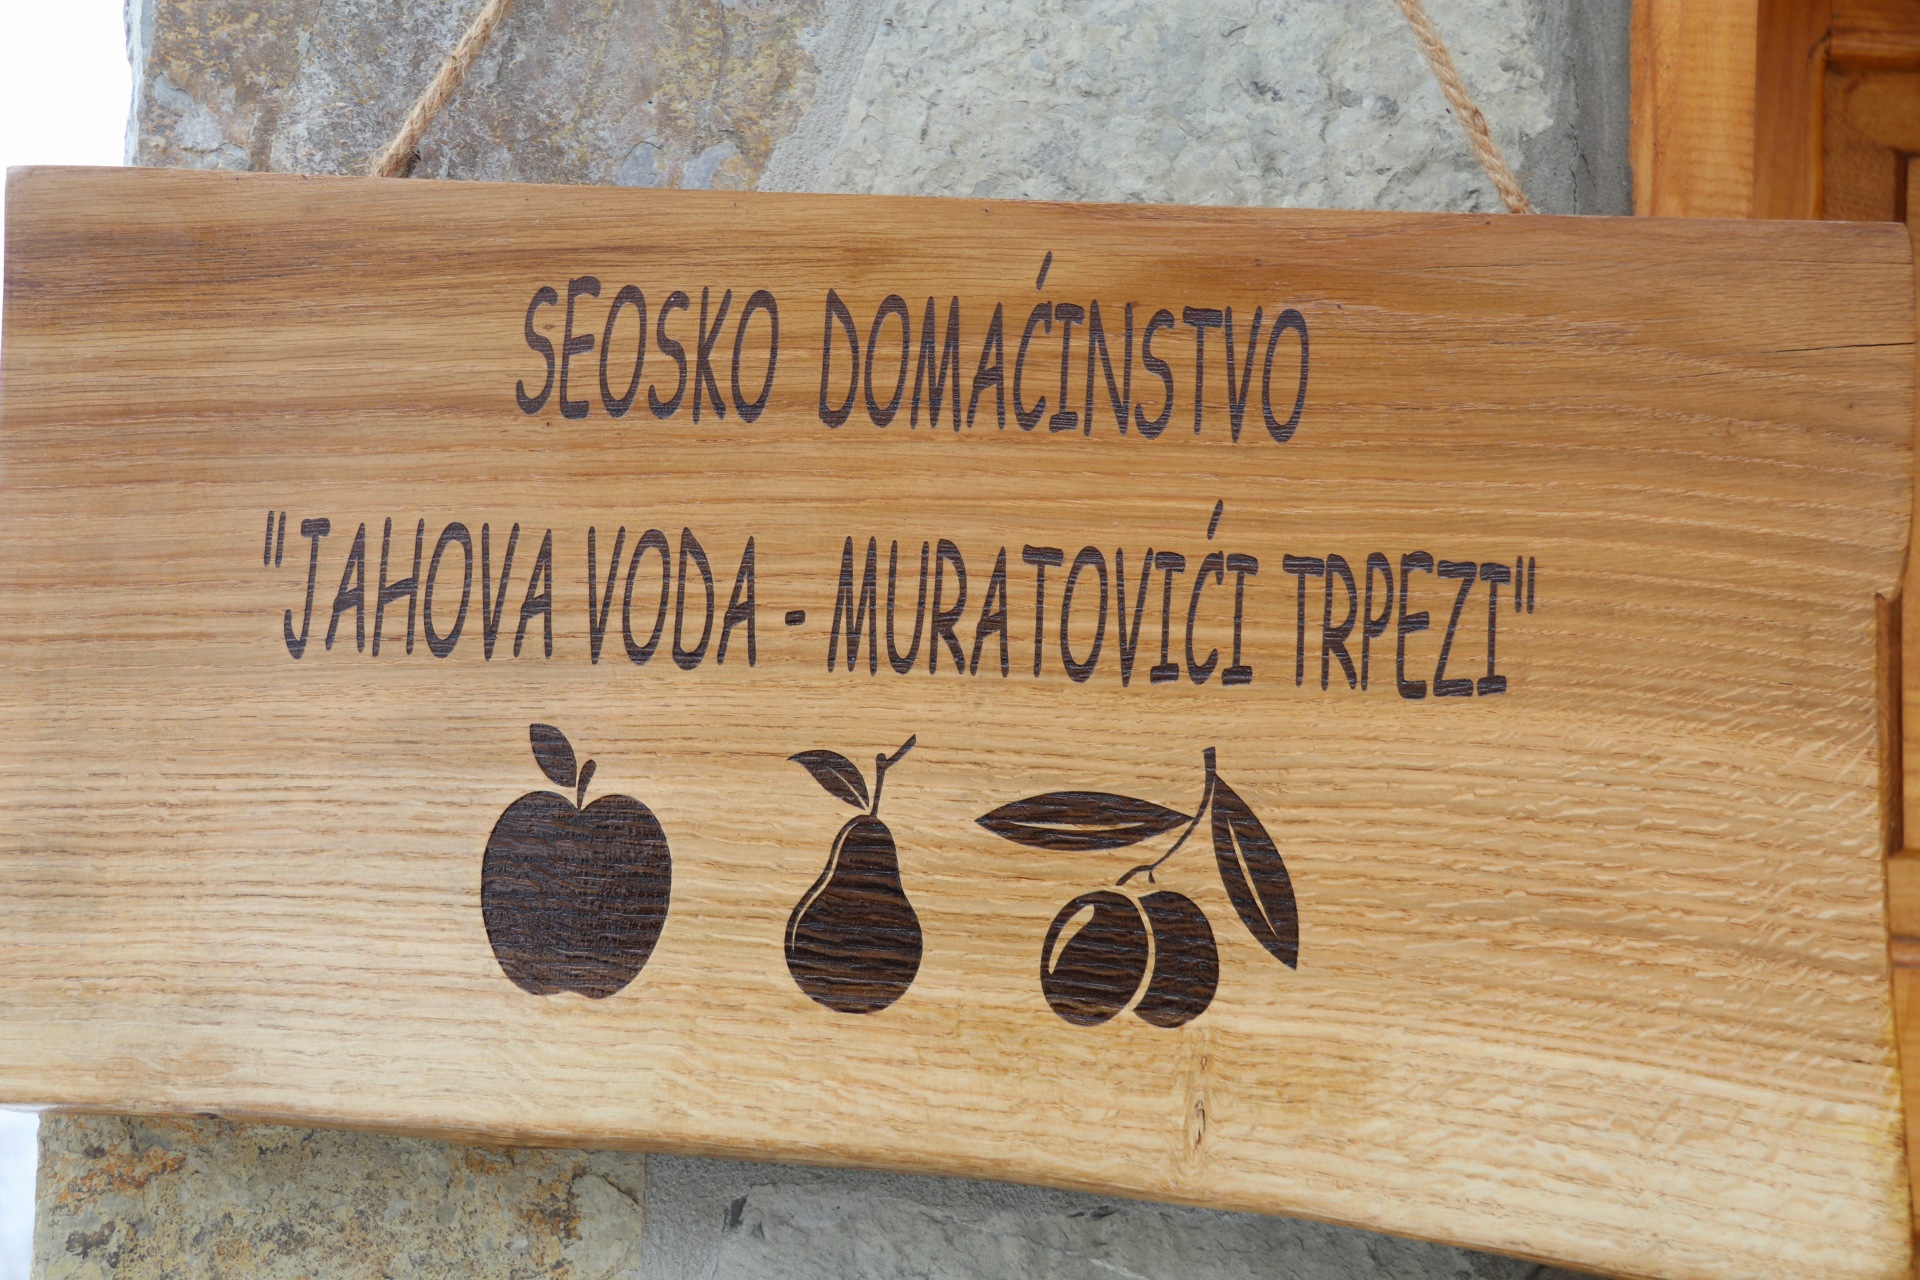 SEOSKO DOMAĆINSTVO
"JAHOVA VODA - MURATOVIĆI TRPEZI"